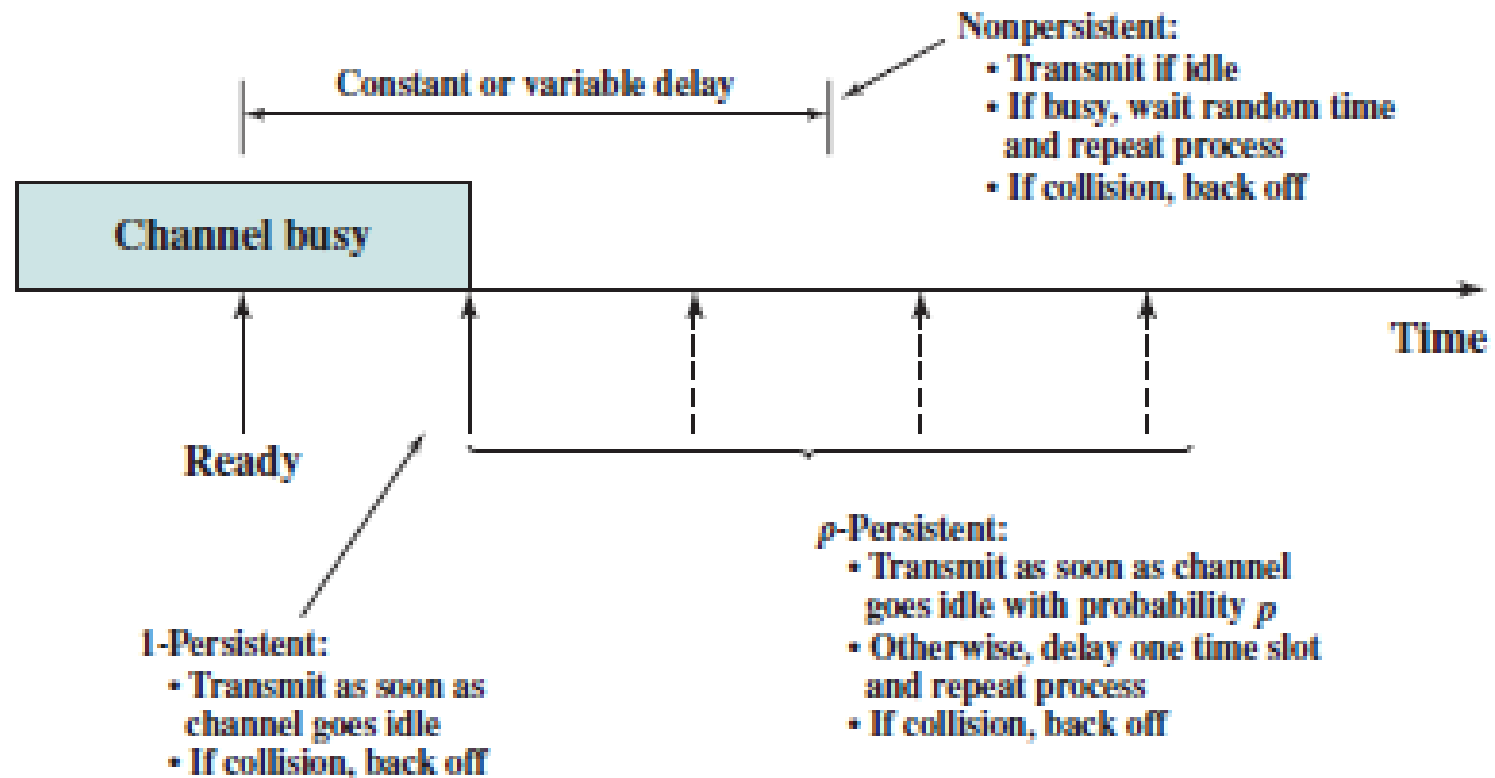 Nonpersistent:
• Transmit if idle
• If busy, wait random time
and repeat process
• If collision, back off
Constant or variable delay
Channel busy
Time
Ready
p-Persistent:
• Transmit as soon as channel
goes idle with probability p
• Otherwise, delay one time slot
and repeat process
• If collision, back off
1-Persistent:
• Transmit as soon as
channel goes idle
• If collision, back off